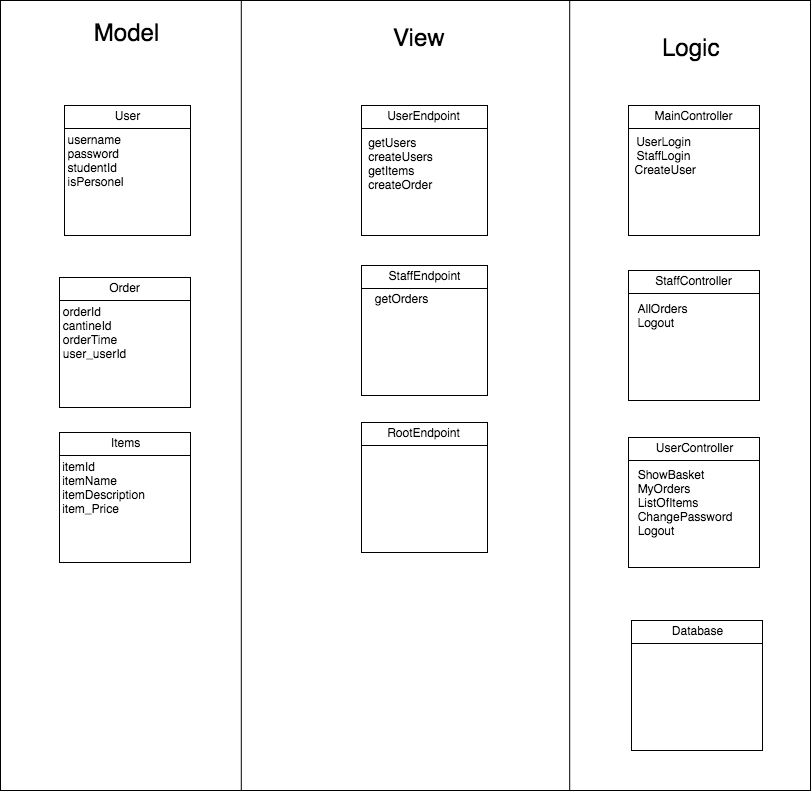 Model
User
username
password
studentId
isPersonel
Order
orderId
cantineId
orderTime
user_userId
Items
itemId
itemName
itemDescription
item_Price
View
UserEndpoint
getUsers
createUsers
getItems
createOrder
StaffEndpoint
getOrders
RootEndpoint
Logic
MainController
UserLogin
StaffLogin
CreateUser
StaffController
AllOrders
Logout
UserController
ShowBasket
MyOrders
ListOfItems
ChangePassword
Logout
Database